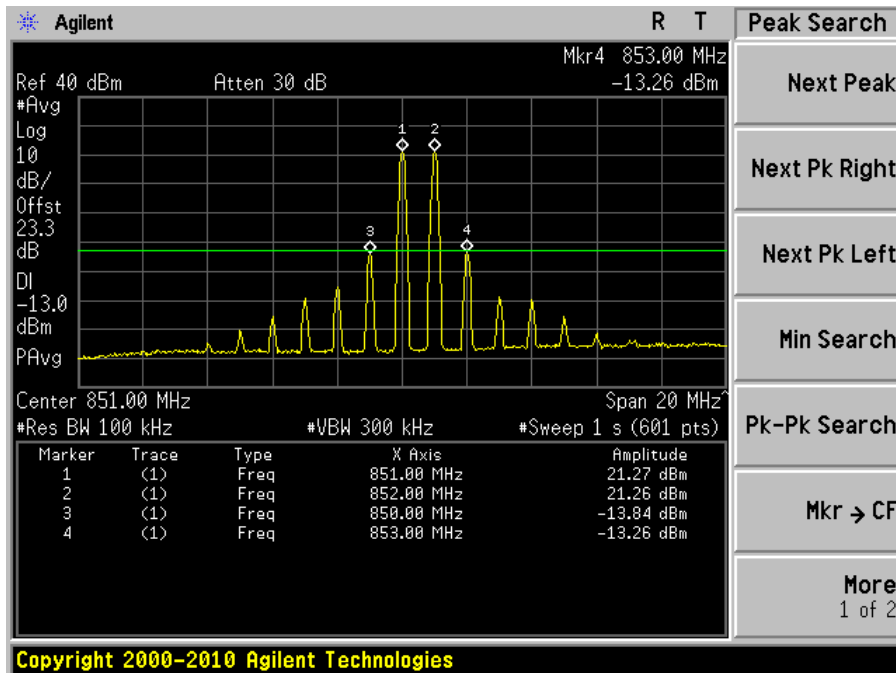 Agilent R T
Mkr4 853.00 MHz
Ref 40 dBm Atten 30 dB -13.26 dBm
#Avg
Log
10
dB/
Offst
23.3
dB
DI
-13.0
dBm
PAvg
1
2
3
4
Center 851.00 MHz Span 20 MHz^
#Res BW 100 kHz #VBW 300 kHz #Sweep 1 s (601 pts)
Marker Trace Type X Axis Amplitude
1 (1) Freq 851.00 MHz 21.27 dBm
2 (1) Freq 852.00 MHz 21.26 dBm
3 (1) Freq 850.00 MHz -13.84 dBm
4 (1) Freq 853.00 MHz -13.26 dBm
Peak Search
Next Peak
Next Pk Right
Next Pk Left
Min Search
Pk-Pk Search
Mkr → CF
More
1 of 2
Copyright 2000-2010 Agilent Technologies